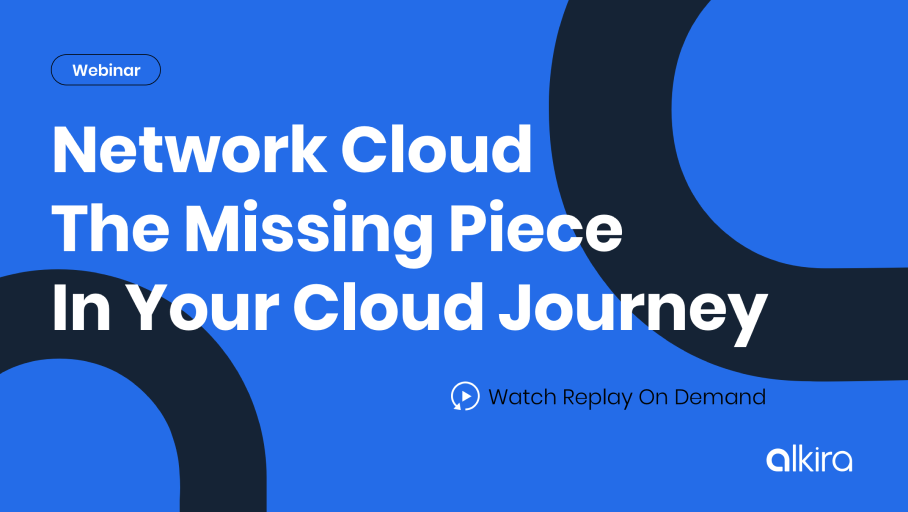 Webinar
Network Cloud
The Missing Piece
In Your Cloud Journey
Watch Replay On Demand
alkira